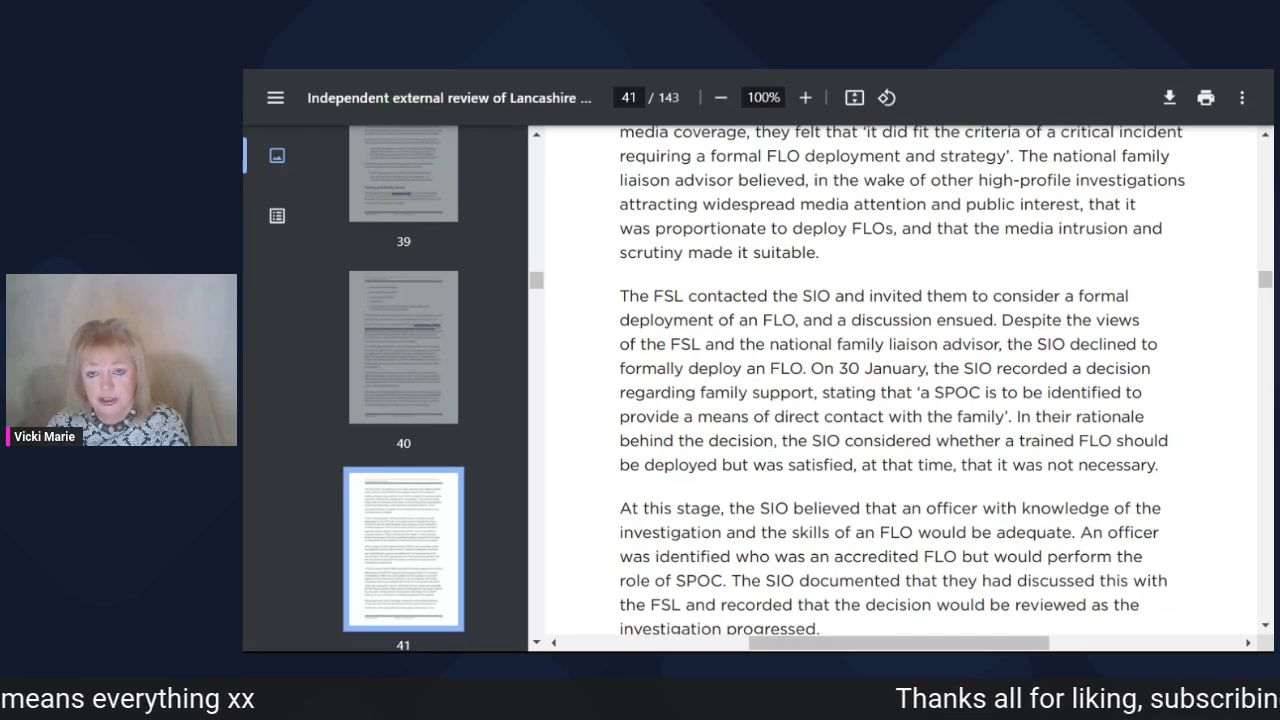 Independent external review of Lancashire ...
41 / 143
100%
39
40
41
media coverage, they felt that 'it did fit the criteria of a critical incident
requiring a formal FLO deployment and strategy'. The national family
liaison advisor believed, in the wake of other high-profile investigations
attracting widespread media attention and public interest, that it
was proportionate to deploy FLOs, and that the media intrusion and
scrutiny made it suitable.
The FSL contacted the SIO and invited them to consider a formal
deployment of an FLO, and a discussion ensued. Despite the views
of the FSL and the national family liaison advisor, the SIO declined to
formally deploy an FLO. On 30 January, the SIO recorded a decision
regarding family support, stating that 'a SPOC is to be identified to
provide a means of direct contact with the family'. In their rationale
behind the decision, the SIO considered whether a trained FLO should
be deployed but was satisfied, at that time, that it was not necessary.
At this stage, the SIO believed that an officer with knowledge of the
investigation and the skills of an FLO would be adequate. An officer
was identified who was an accredited FLO but would perform the
role of SPOC. The SIO documented that they had discussed this with
the FSL and recorded that the decision would be reviewed as the
investigation progressed.
Vicki Marie
means everything xx
Thanks all for liking, subscribin